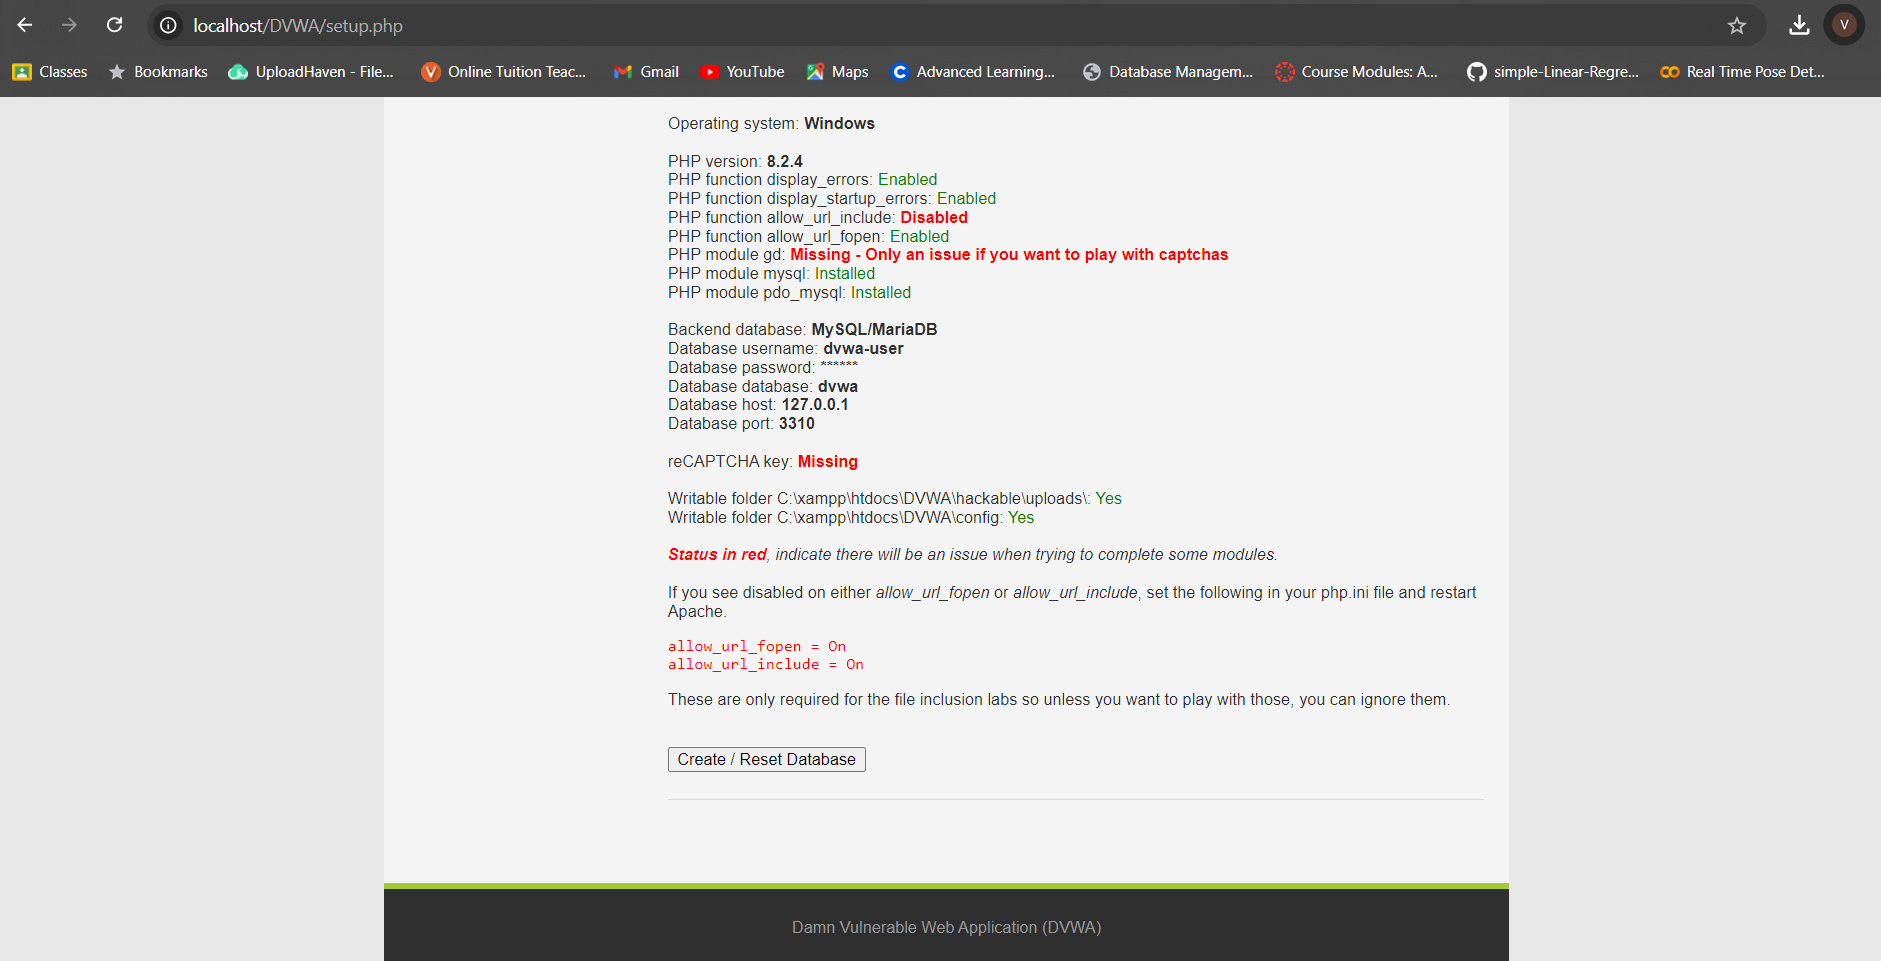 localhost/DVWA/setup.php
V
Classes
Bookmarks
UploadHaven - File...
Online Tuition Teac...
Gmail
YouTube
Maps
Advanced Learning...
Database Managem...
Course Modules: A...
simple-Linear-Regre...
Real Time Pose Det...
Operating system: Windows
PHP version: 8.2.4
PHP function display_errors: Enabled
PHP function display_startup_errors: Enabled
PHP function allow_url_include: Disabled
PHP function allow_url_fopen: Enabled
PHP module gd: Missing - Only an issue if you want to play with captchas
PHP module mysql: Installed
PHP module pdo_mysql: Installed
Backend database: MySQL/MariaDB
Database username: dvwa-user
Database password: ******
Database database: dvwa
Database host: 127.0.0.1
Database port: 3310
reCAPTCHA key: Missing
Writable folder C:\xampp\htdocs\DVWA\hackable\uploads\: Yes
Writable folder C:\xampp\htdocs\DVWA\config: Yes
Status in red, indicate there will be an issue when trying to complete some modules.
If you see disabled on either allow_url_fopen or allow_url_include, set the following in your php.ini file and restart
Apache.
allow_url_fopen = On
allow_url_include = On
These are only required for the file inclusion labs so unless you want to play with those, you can ignore them.
Create / Reset Database
Damn Vulnerable Web Application (DVWA)